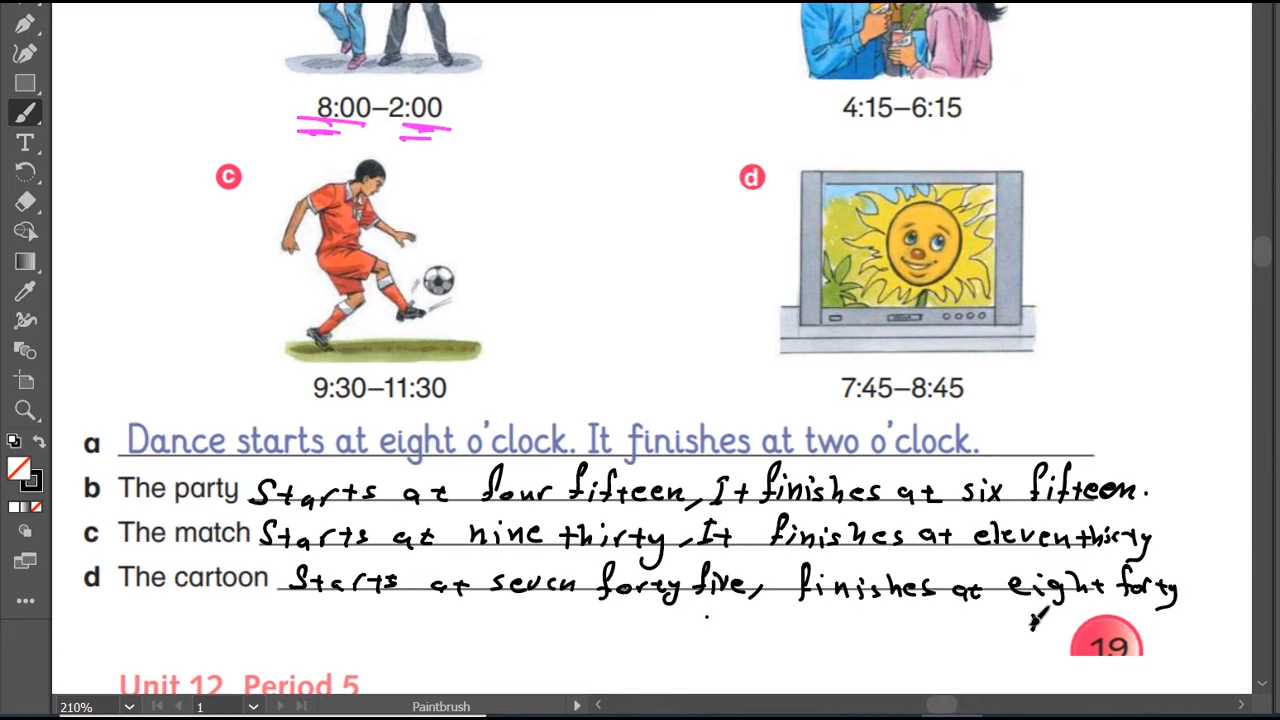 8:00–2:00
4:15–6:15
c
d
9:30–11:30
7:45–8:45
a Dance starts at eight o'clock. It finishes at two o'clock.
b The party starts at four fifteen, It finishes at six fifteen.
c The match starts at nine thirty, It finishes at eleven thirty
d The cartoon starts at seven forty five, finishes at eight forty
19
Unit 12 Period 5
210%
1
Paintbrush